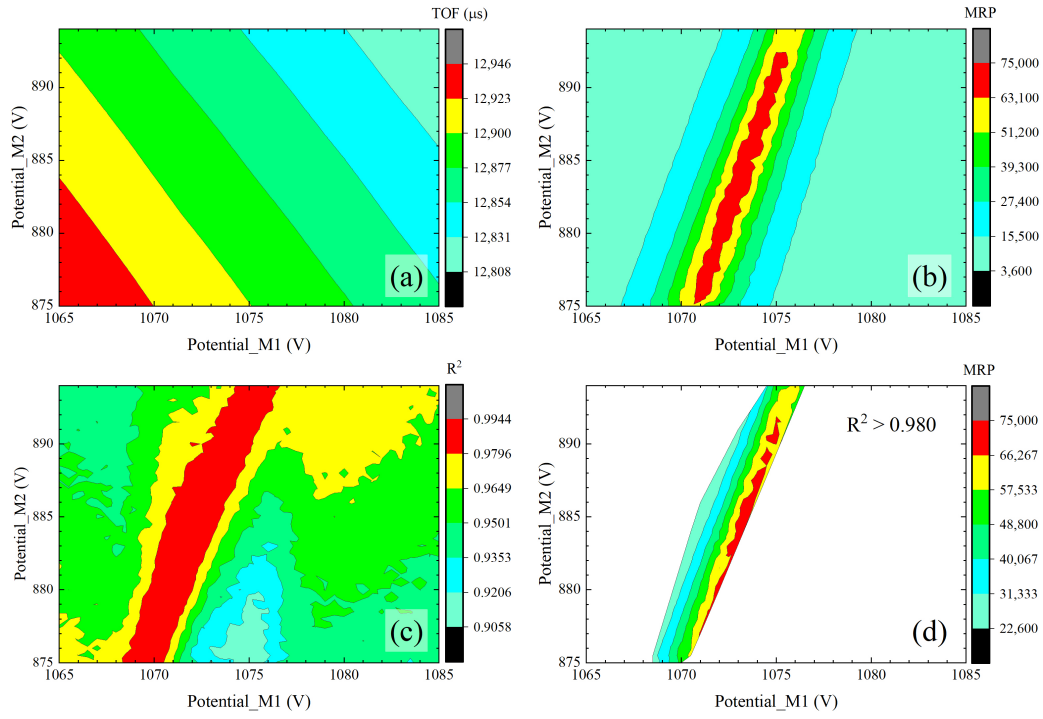 TOF (μs)
12,946
12,923
12,900
12,877
12,854
12,831
12,808
890
885
880
875
Potential_M2 (V)
(a)
1065 1070 1075 1080 1085
Potential_M1 (V)
MRP
75,000
63,100
51,200
39,300
27,400
15,500
3,600
890
885
880
875
Potential_M2 (V)
(b)
1065 1070 1075 1080 1085
Potential_M1 (V)
R²
0.9944
0.9796
0.9649
0.9501
0.9353
0.9206
0.9058
890
885
880
875
Potential_M2 (V)
(c)
1065 1070 1075 1080 1085
Potential_M1 (V)
MRP
R² > 0.980
75,000
66,267
57,533
48,800
40,067
31,333
22,600
890
885
880
875
Potential_M2 (V)
(d)
1065 1070 1075 1080 1085
Potential_M1 (V)